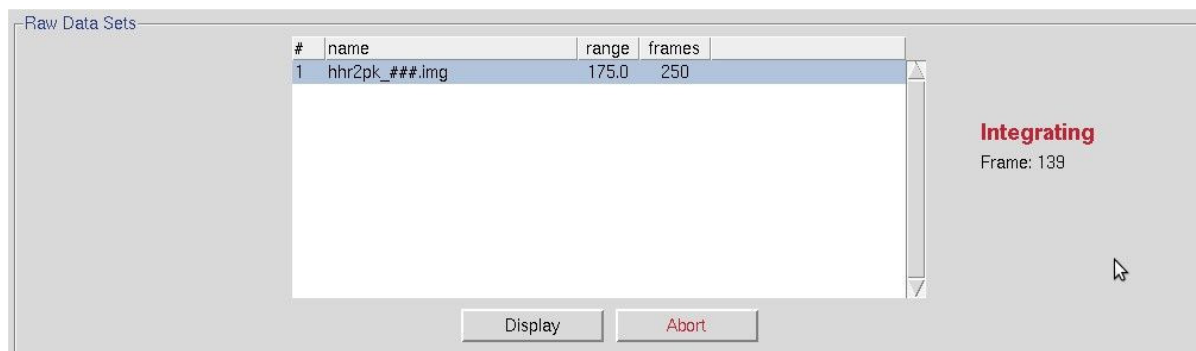 Raw Data Sets
# name range frames
1 hhr2pk_###.img 175.0 250
Integrating
Frame: 139
Display Abort